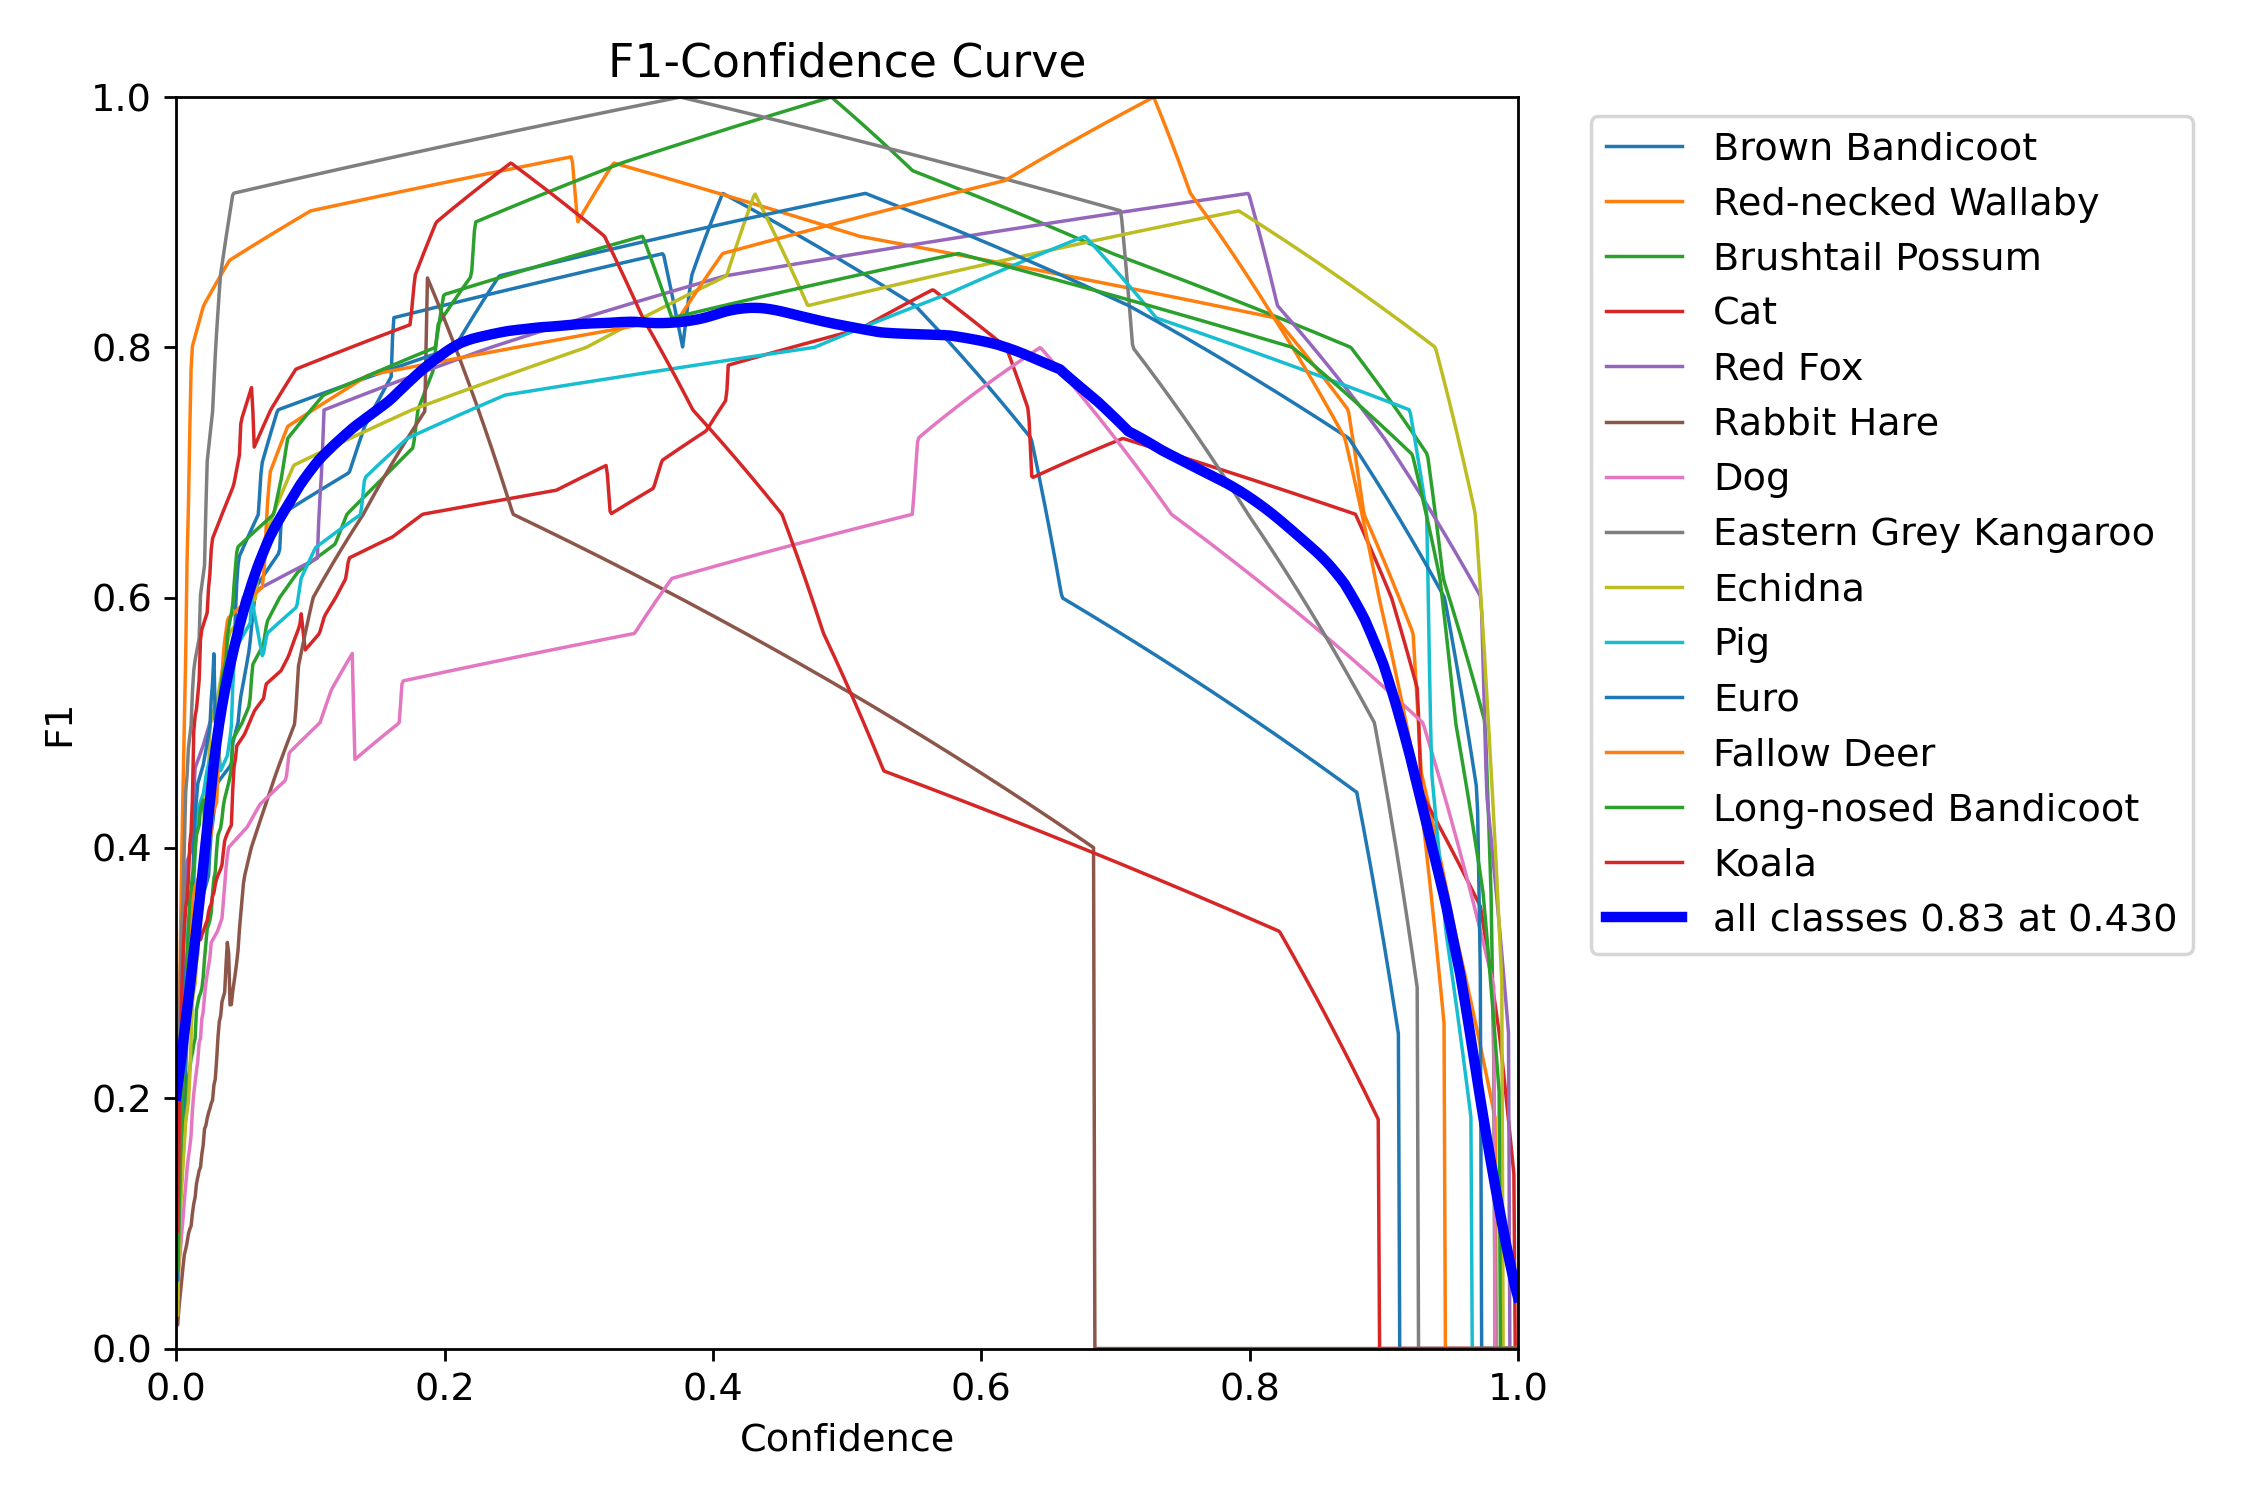 F1-Confidence Curve
1.0
0.8
0.6
0.4
0.2
0.0
F1
0.0
0.2
0.4
0.6
0.8
1.0
Confidence
Brown Bandicoot
Red-necked Wallaby
Brushtail Possum
Cat
Red Fox
Rabbit Hare
Dog
Eastern Grey Kangaroo
Echidna
Pig
Euro
Fallow Deer
Long-nosed Bandicoot
Koala
all classes 0.83 at 0.430